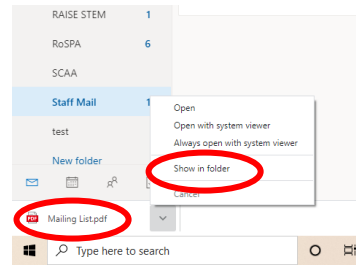 RAISE STEM 1
RoSPA 6
SCAA
Staff Mail 1
test
New folder
Open
Open with system viewer
Always open with system viewer
Show in folder
Cancel
PDF Mailing List.pdf
Type here to search